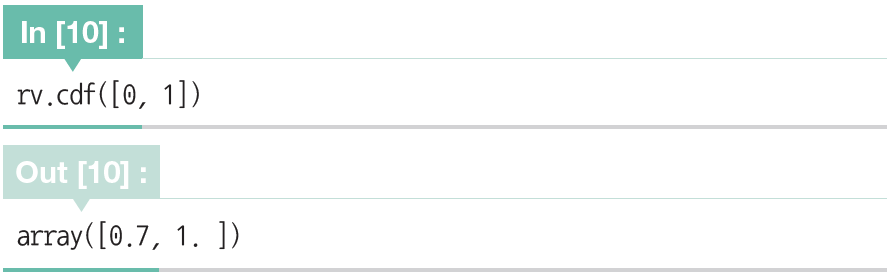 In [10] :
rv.cdf([0, 1])
Out [10] :
array([0.7, 1. ])